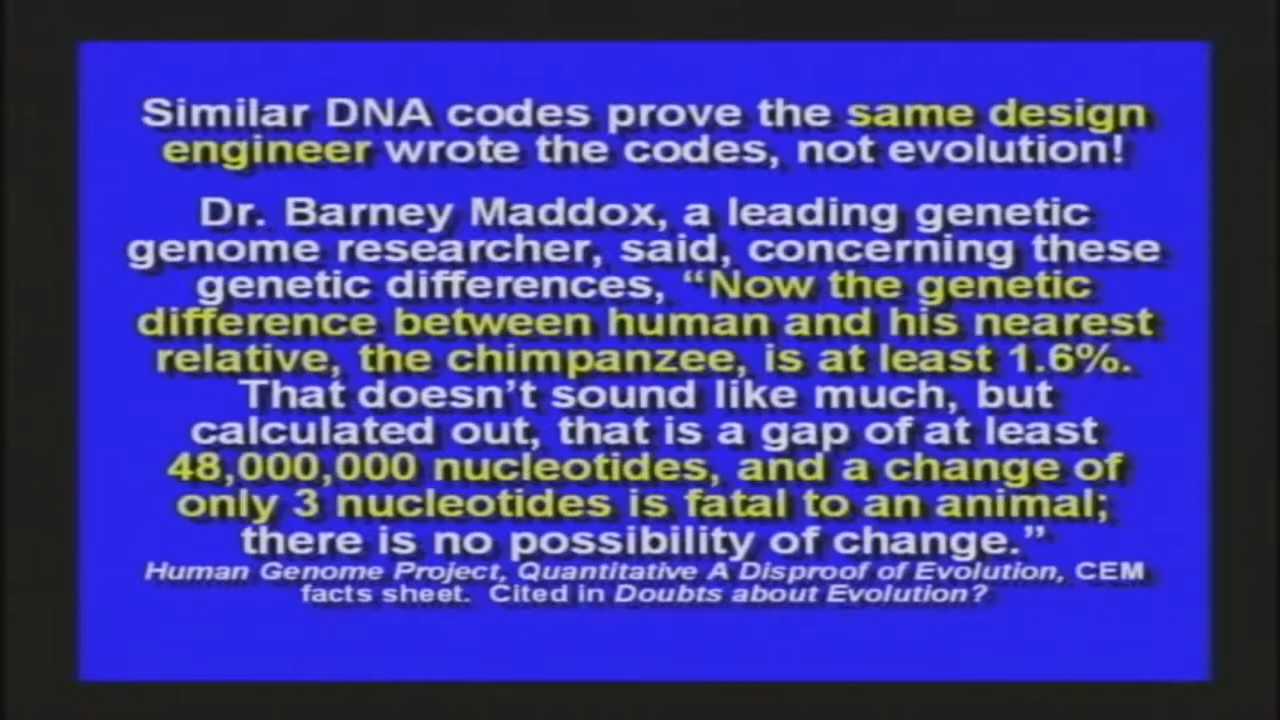 Similar DNA codes prove the same design
engineer wrote the codes, not evolution!
Dr. Barney Maddox, a leading genetic
genome researcher, said, concerning these
genetic differences, “Now the genetic
difference between human and his nearest
relative, the chimpanzee, is at least 1.6%.
That doesn’t sound like much, but
calculated out, that is a gap of at least
48,000,000 nucleotides, and a change of
only 3 nucleotides is fatal to an animal;
there is no possibility of change.”
Human Genome Project, Quantitative A Disproof of Evolution, CEM
facts sheet. Cited in Doubts about Evolution?